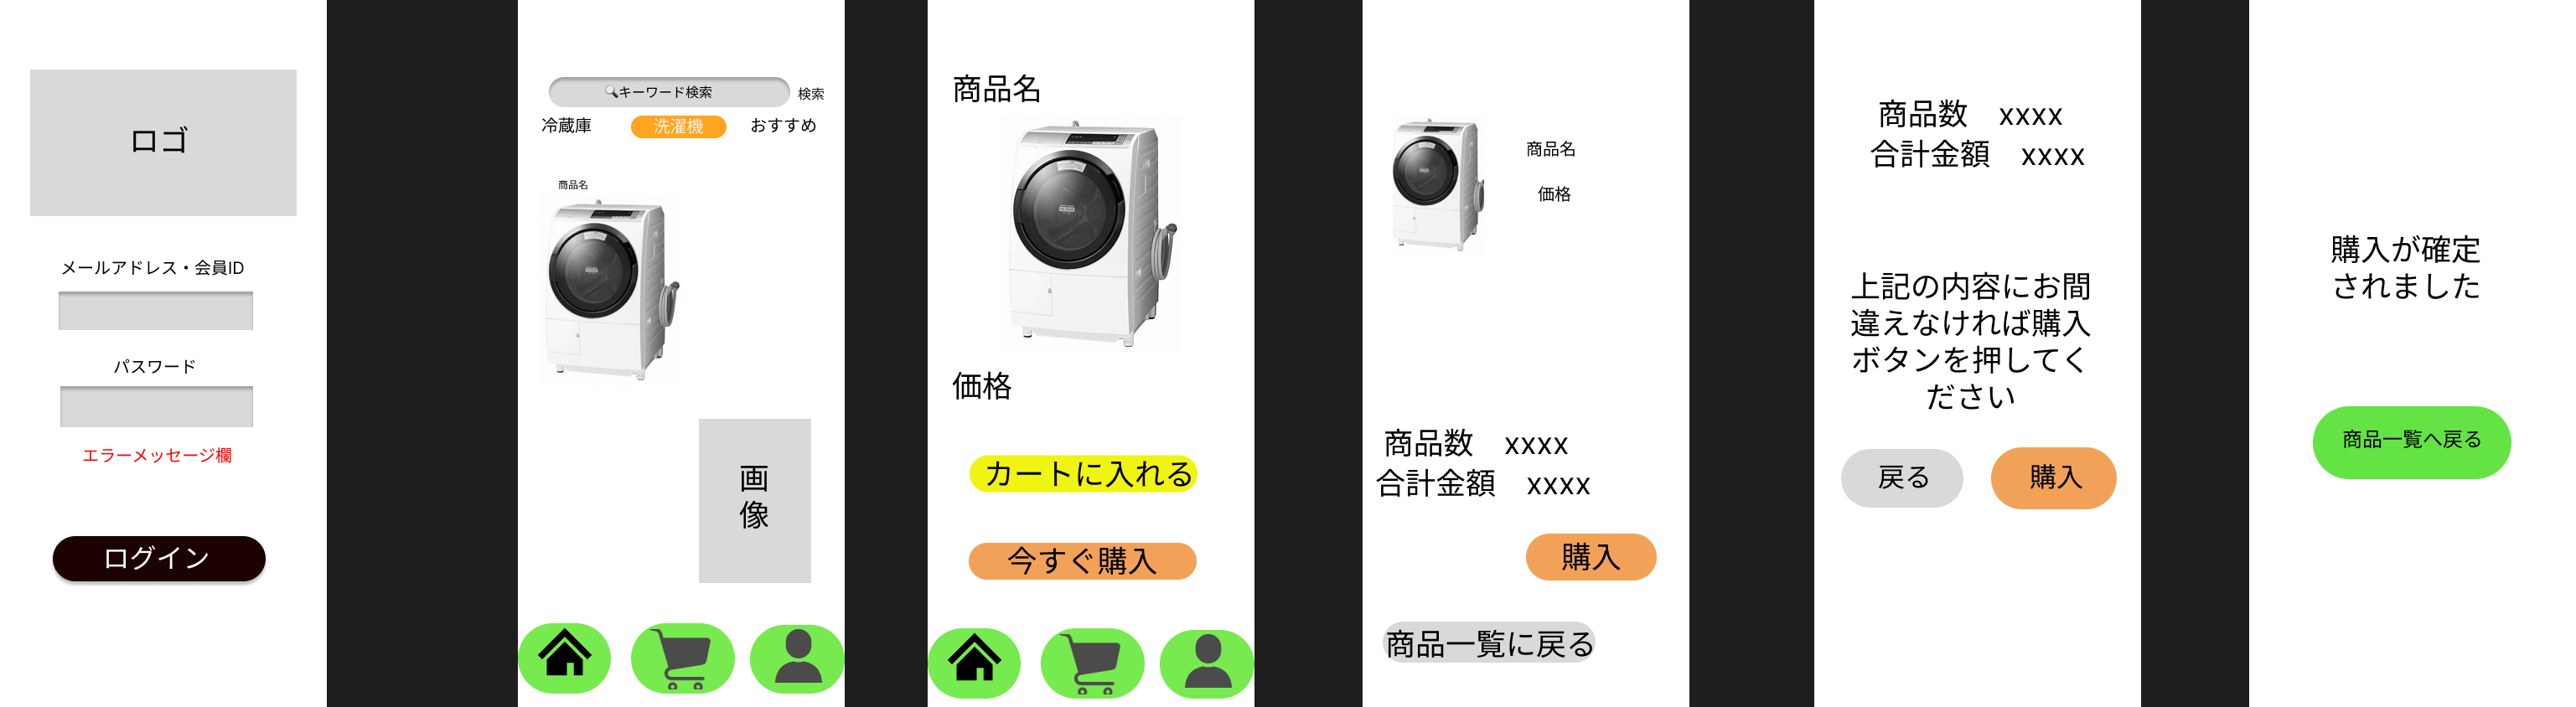 ロゴ
メールアドレス・会員ID
パスワード
エラーメッセージ欄
ログイン
キーワード検索
検索
冷蔵庫
洗濯機
おすすめ
商品名
画
像
商品名
価格
カートに入れる
今すぐ購入
商品名
価格
商品数 xxxx
合計金額 xxxx
購入
商品一覧に戻る
商品数 xxxx
合計金額 xxxx
上記の内容にお間
違えなければ購入
ボタンを押してく
ださい
戻る
購入
購入が確定
されました
商品一覧へ戻る